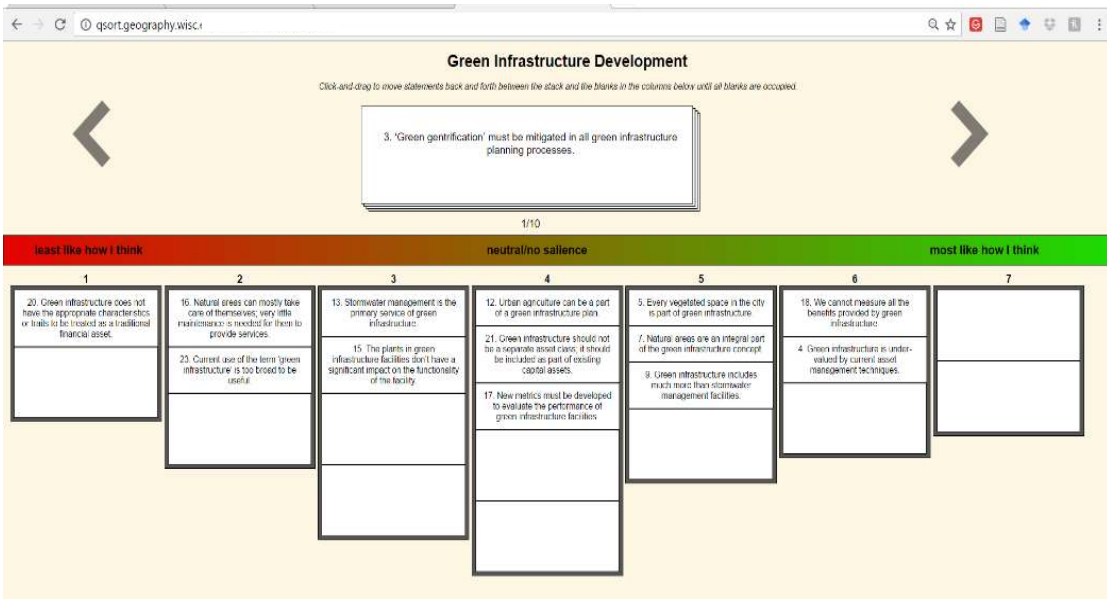 qsort.geography.wisc.e
Green Infrastructure Development
Click-and-drag to move statements back and forth between the stack and the blanks in the columns below until all blanks are occupied.
3. 'Green gentrification' must be mitigated in all green infrastructure
planning processes.
1/10
least like how I think
neutral/no salience
most like how I think
1
2
3
4
5
6
7
20. Green infrastructure does not
have the appropriate characteristics
or traits to be treated as a traditional
financial asset.
16. Natural areas can mostly take
care of themselves; very little
maintenance is needed for them to
provide services.
23. Current use of the term 'green
infrastructure' is too broad to be
useful.
13. Stormwater management is the
primary service of green
infrastructure.
15. The plants in green
infrastructure facilities don't have a
significant impact on the functionality
of the facility.
12. Urban agriculture can be a part
of a green infrastructure plan.
21. Green infrastructure should not
be a separate asset class; it should
be included as part of existing
capital assets.
17. New metrics must be developed
to evaluate the performance of
green infrastructure facilities.
5. Every vegetated space in the city
is part of green infrastructure.
7. Natural areas are an integral part
of the green infrastructure concept.
9. Green infrastructure includes
much more than stormwater
management facilities.
18. We cannot measure all the
benefits provided by green
infrastructure.
4. Green infrastructure is under-
valued by current asset
management techniques.